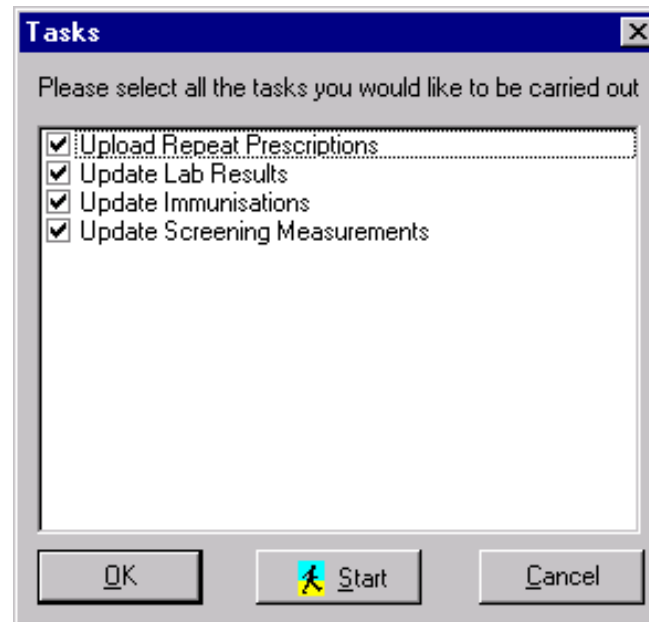 Tasks
Please select all the tasks you would like to be carried out
Upload Repeat Prescriptions
Update Lab Results
Update Immunisations
Update Screening Measurements
OK Start Cancel